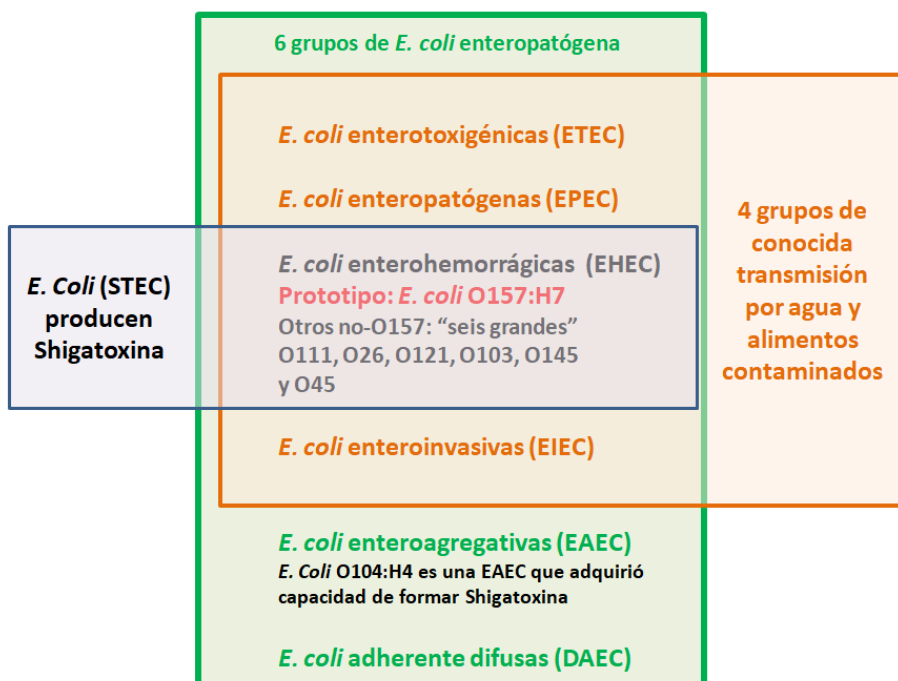 6 grupos de E. coli enteropatógena
E. coli enterotoxigénicas (ETEC)
E. coli enteropatógenas (EPEC)
E. Coli (STEC)
producen
Shigatoxina
E. coli enterohemorrágicas (EHEC)
Prototipo: E. coli O157:H7
Otros no-O157: “seis grandes”
O111, O26, O121, O103, O145
y O45
4 grupos de
conocida
transmisión
por agua y
alimentos
contaminados
E. coli enteroinvasivas (EIEC)
E. coli enteroagregativas (EAEC)
E. Coli O104:H4 es una EAEC que adquirió
capacidad de formar Shigatoxina
E. coli adherente difusas (DAEC)